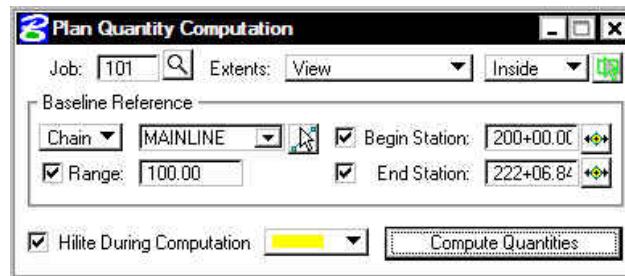 Plan Quantity Computation
Job: 101 Extents: View Inside
Baseline Reference
Chain MAINLINE Begin Station: 200+00.00
Range: 100.00 End Station: 222+06.84
Hilite During Computation Compute Quantities